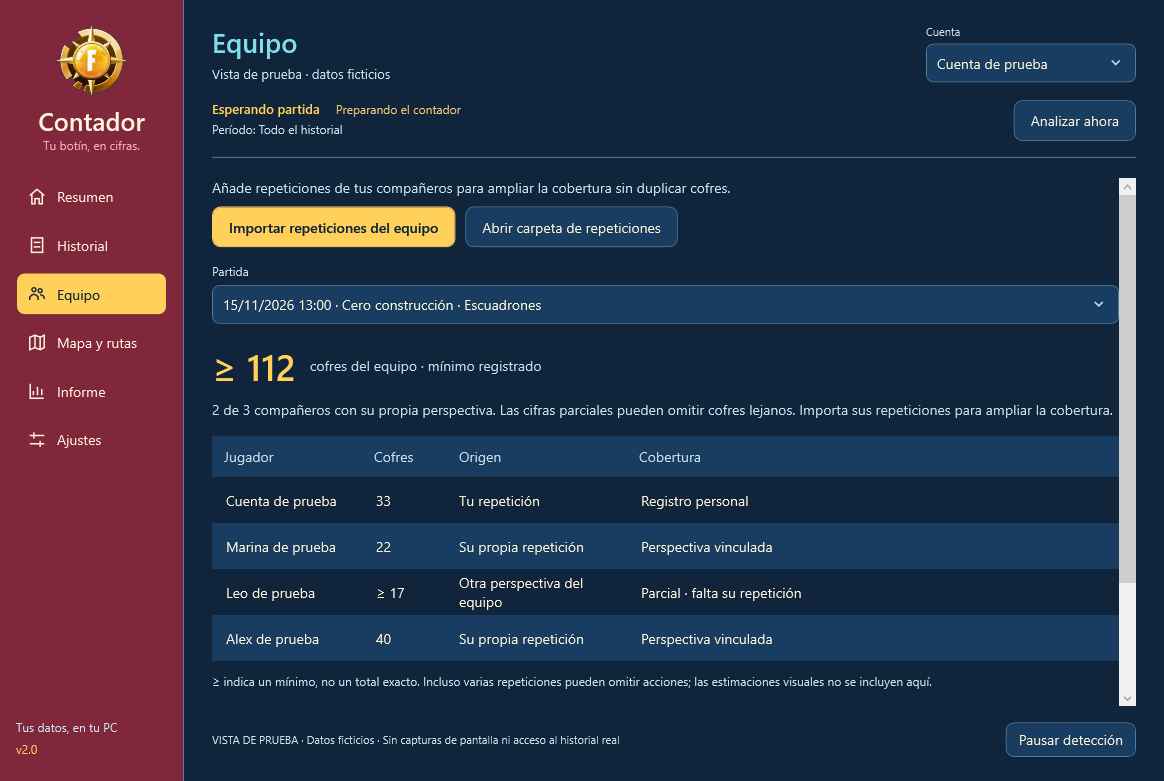 F
Contador
Tu botín, en cifras.
Resumen
Historial
Equipo
Mapa y rutas
Informe
Ajustes
Tus datos, en tu PC
v2.0
Equipo
Vista de prueba · datos ficticios
Cuenta
Cuenta de prueba
Esperando partida Preparando el contador
Período: Todo el historial
Analizar ahora
Añade repeticiones de tus compañeros para ampliar la cobertura sin duplicar cofres.
Importar repeticiones del equipo Abrir carpeta de repeticiones
Partida
15/11/2026 13:00 · Cero construcción · Escuadrones
≥ 112 cofres del equipo · mínimo registrado
2 de 3 compañeros con su propia perspectiva. Las cifras parciales pueden omitir cofres lejanos. Importa sus repeticiones para ampliar la cobertura.
Jugador Cofres Origen Cobertura
Cuenta de prueba 33 Tu repetición Registro personal
Marina de prueba 22 Su propia repetición Perspectiva vinculada
Leo de prueba ≥ 17 Otra perspectiva del equipo Parcial · falta su repetición
Alex de prueba 40 Su propia repetición Perspectiva vinculada
≥ indica un mínimo, no un total exacto. Incluso varias repeticiones pueden omitir acciones; las estimaciones visuales no se incluyen aquí.
VISTA DE PRUEBA · Datos ficticios · Sin capturas de pantalla ni acceso al historial real
Pausar detección